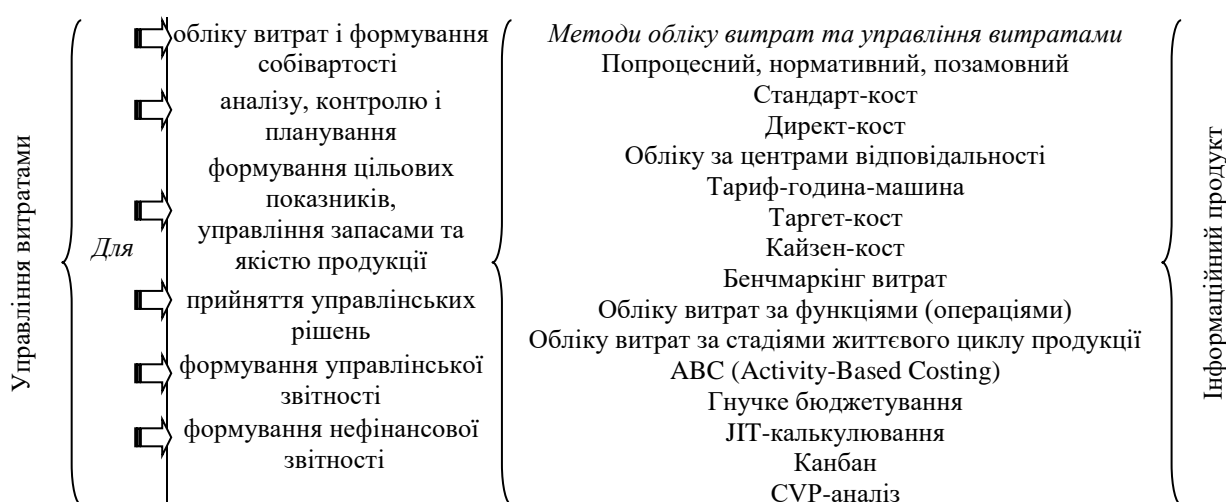 Управління витратами
Для
обліку витрат і формування
собівартості
аналізу, контролю і
планування
формування цільових
показників,
управління запасами та
якістю продукції
прийняття управлінських
рішень
формування управлінської
звітності
формування нефінансової
звітності
Методи обліку витрат та управління витратами
Попроцесний, нормативний, позамовний
Стандарт-кост
Директ-кост
Обліку за центрами відповідальності
Тариф-година-машина
Таргет-кост
Кайзен-кост
Бенчмаркінг витрат
Обліку витрат за функціями (операціями)
Обліку витрат за стадіями життєвого циклу продукції
ABC (Activity-Based Costing)
Гнучке бюджетування
JIT-калькулювання
Канбан
CVP-аналіз
Інформаційний продукт